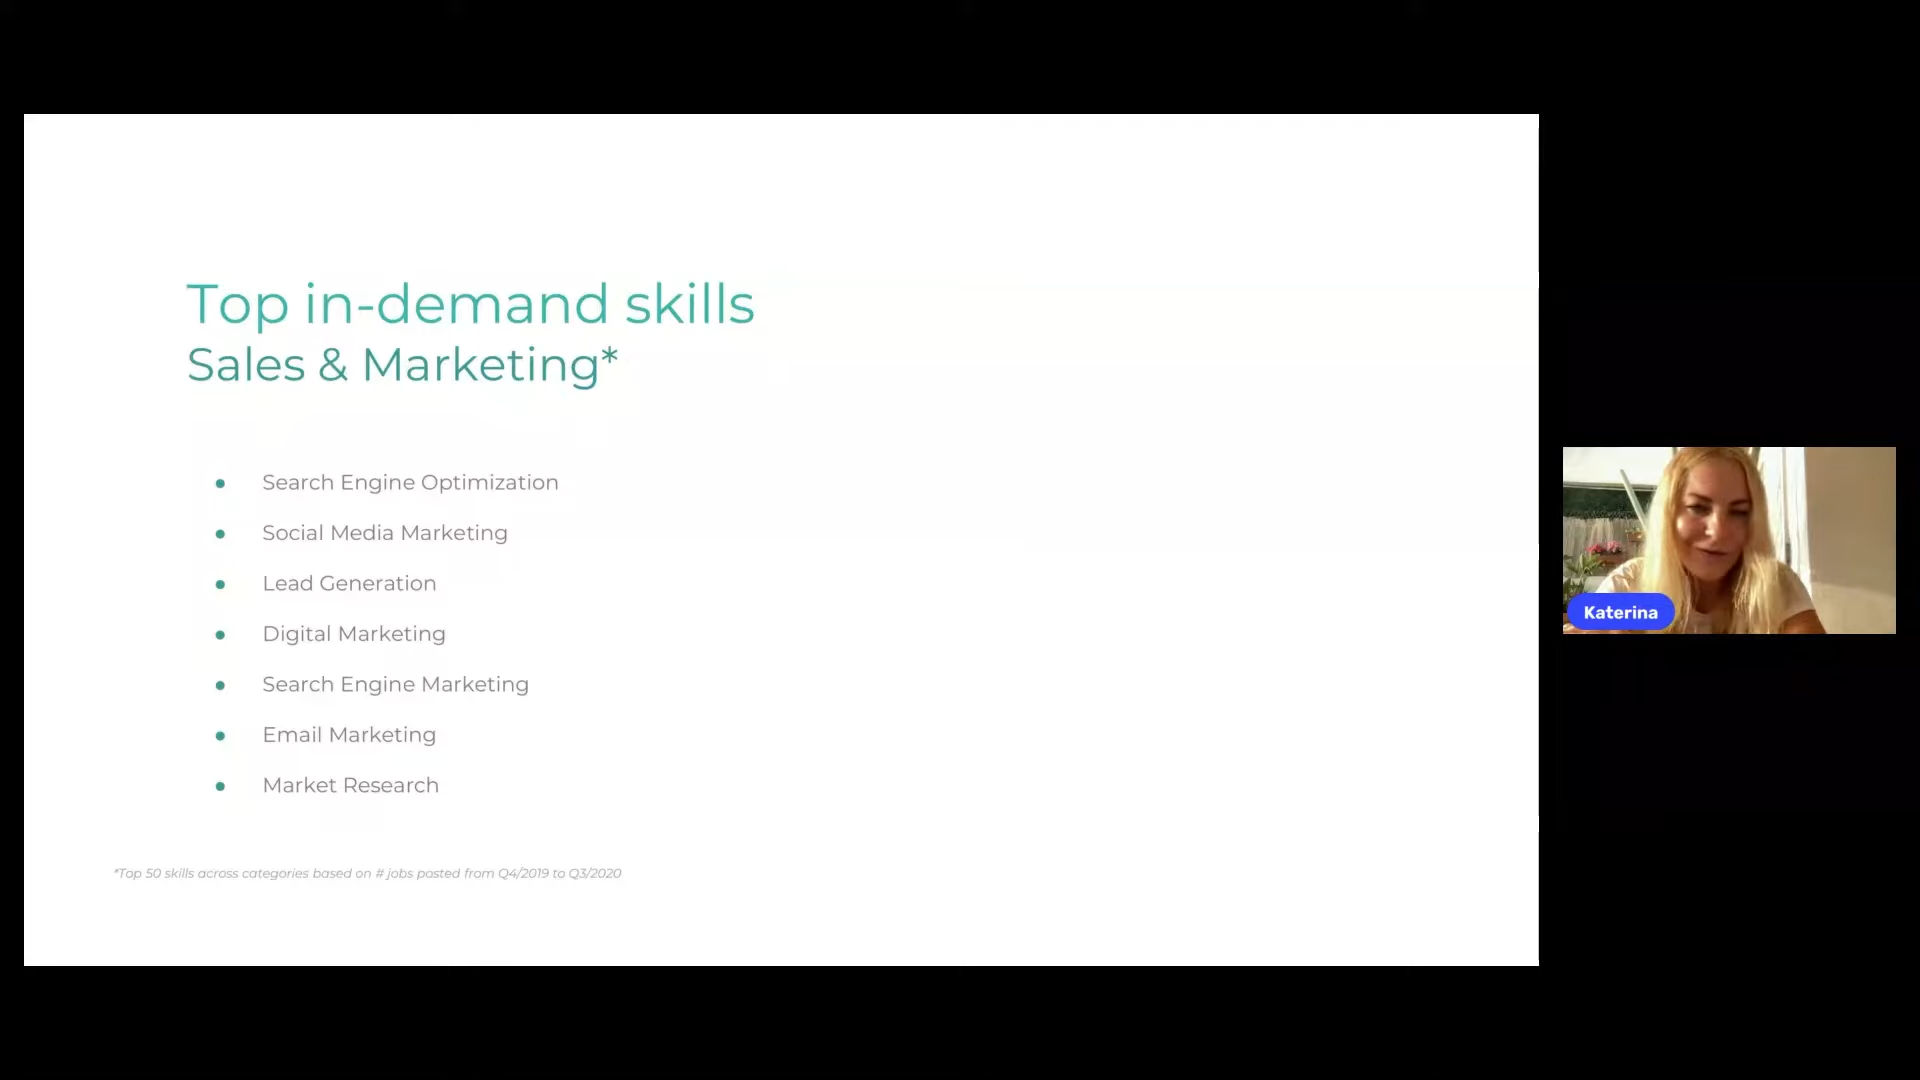 Top in-demand skills
Sales & Marketing*
● Search Engine Optimization
● Social Media Marketing
● Lead Generation
● Digital Marketing
● Search Engine Marketing
● Email Marketing
● Market Research
*Top 50 skills across categories based on # jobs posted from Q4/2019 to Q3/2020
Katerina